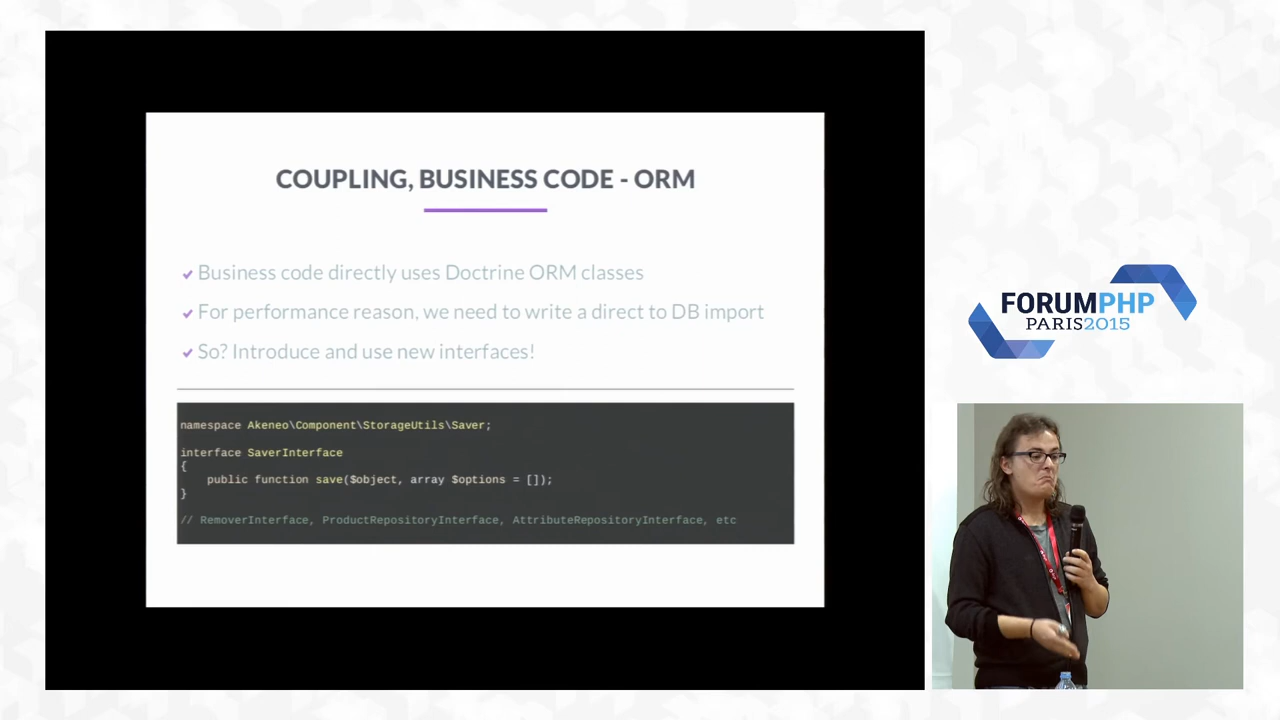 COUPLING, BUSINESS CODE - ORM
✔ Business code directly uses Doctrine ORM classes
✔ For performance reason, we need to write a direct to DB import
✔ So? Introduce and use new interfaces!
namespace Akeneo\Component\StorageUtils\Saver;
interface SaverInterface
{
    public function save($object, array $options = []);
}
// RemoverInterface, ProductRepositoryInterface, AttributeRepositoryInterface, etc
FORUMPHP
PARIS2015